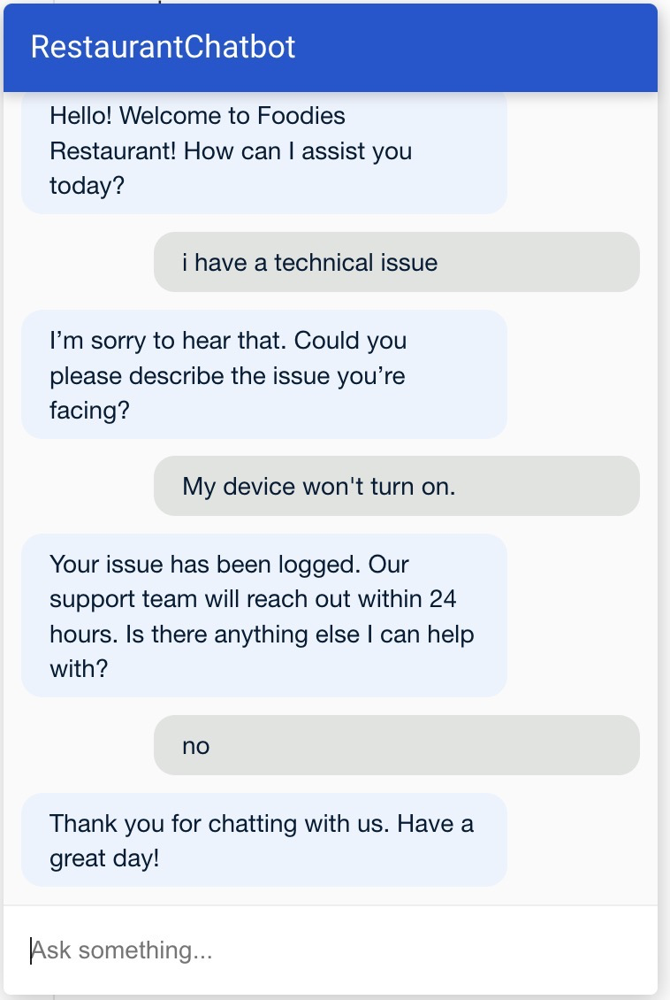 RestaurantChatbot
Hello! Welcome to Foodies
Restaurant! How can I assist you
today?
i have a technical issue
I’m sorry to hear that. Could you
please describe the issue you’re
facing?
My device won't turn on.
Your issue has been logged. Our
support team will reach out within 24
hours. Is there anything else I can help
with?
no
Thank you for chatting with us. Have a
great day!
Ask something...